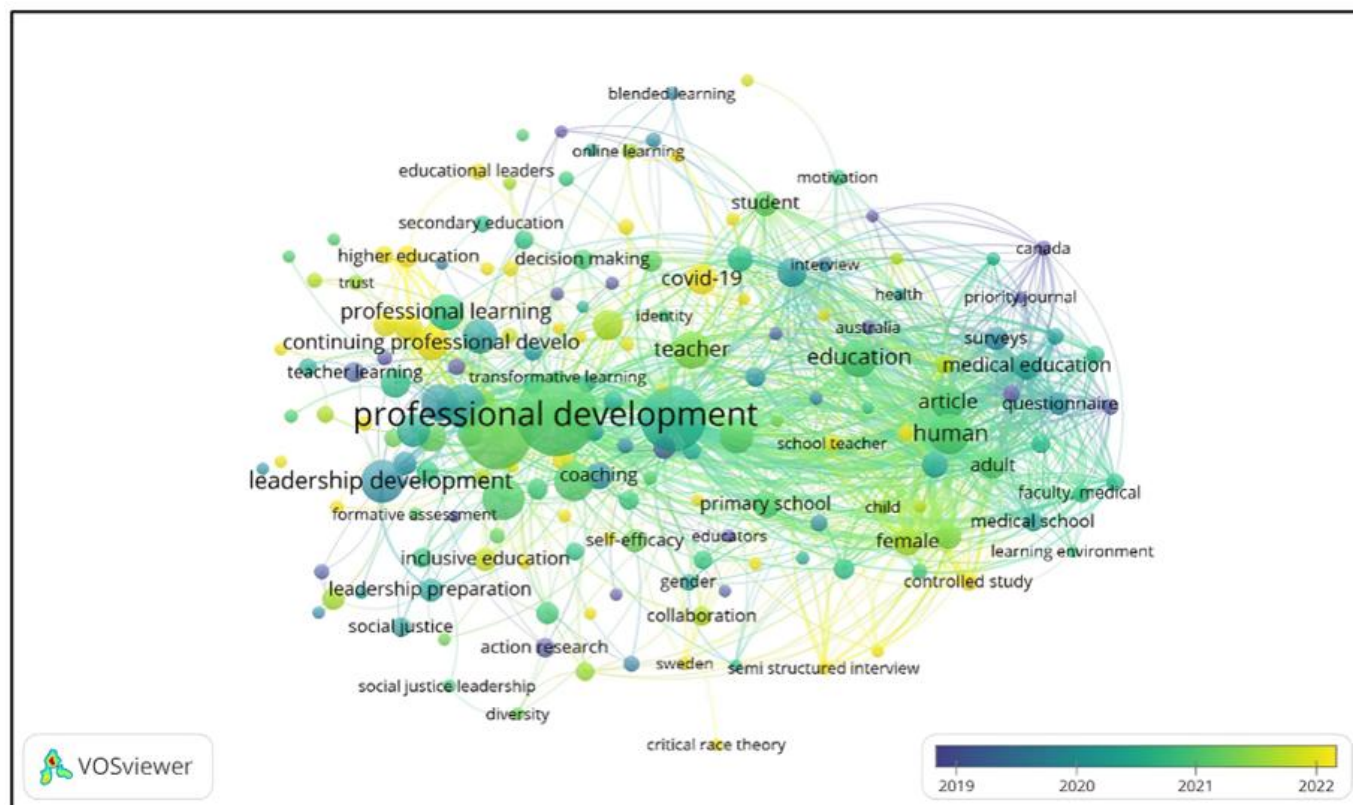 blended learning
online learning
educational leaders
motivation
student
secondary education
canada
higher education
decision making
interview
covid-19
trust
health
priority journal
professional learning
identity
australia
continuing professional develo
surveys
teacher
education
medical education
teacher learning
transformative learning
article
questionnaire
professional development
human
school teacher
adult
coaching
leadership development
faculty, medical
primary school
child
formative assessment
medical school
self-efficacy
educators
female
learning environment
inclusive education
gender
controlled study
leadership preparation
collaboration
social justice
action research
sweden
semi structured interview
social justice leadership
diversity
critical race theory
VOSviewer
2019 2020 2021 2022